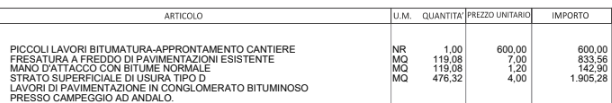 ARTICOLO U.M. QUANTITA' PREZZO UNITARIO IMPORTO
PICCOLI LAVORI BITUMATURA-APPRONTAMENTO CANTIERE NR 1,00 600,00 600,00
FRESATURA A FREDDO DI PAVIMENTAZIONI ESISTENTE MQ 119,08 7,00 833,56
MANO D'ATTACCO CON BITUME NORMALE MQ 119,08 1,20 142,90
STRATO SUPERFICIALE DI USURA TIPO D MQ 476,32 4,00 1.905,28
LAVORI DI PAVIMENTAZIONE IN CONGLOMERATO BITUMINOSO
PRESSO CAMPEGGIO AD ANDALO.